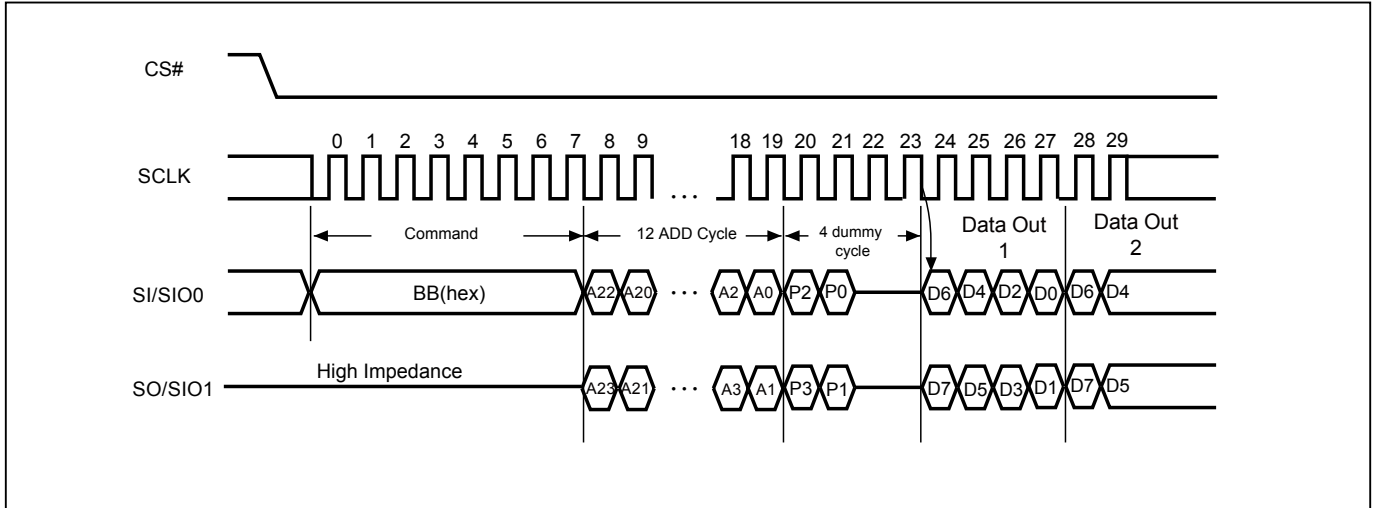 CS#
0 1 2 3 4 5 6 7 8 9 18 19 20 21 22 23 24 25 26 27 28 29
SCLK
...
Command
12 ADD Cycle
4 dummy
cycle
Data Out
1
Data Out
2
SI/SIO0
BB(hex)
A22 A20 ... A2 A0 P2 P0 D6 D4 D2 D0 D6 D4
High Impedance
SO/SIO1
A23 A21 ... A3 A1 P3 P1 D7 D5 D3 D1 D7 D5